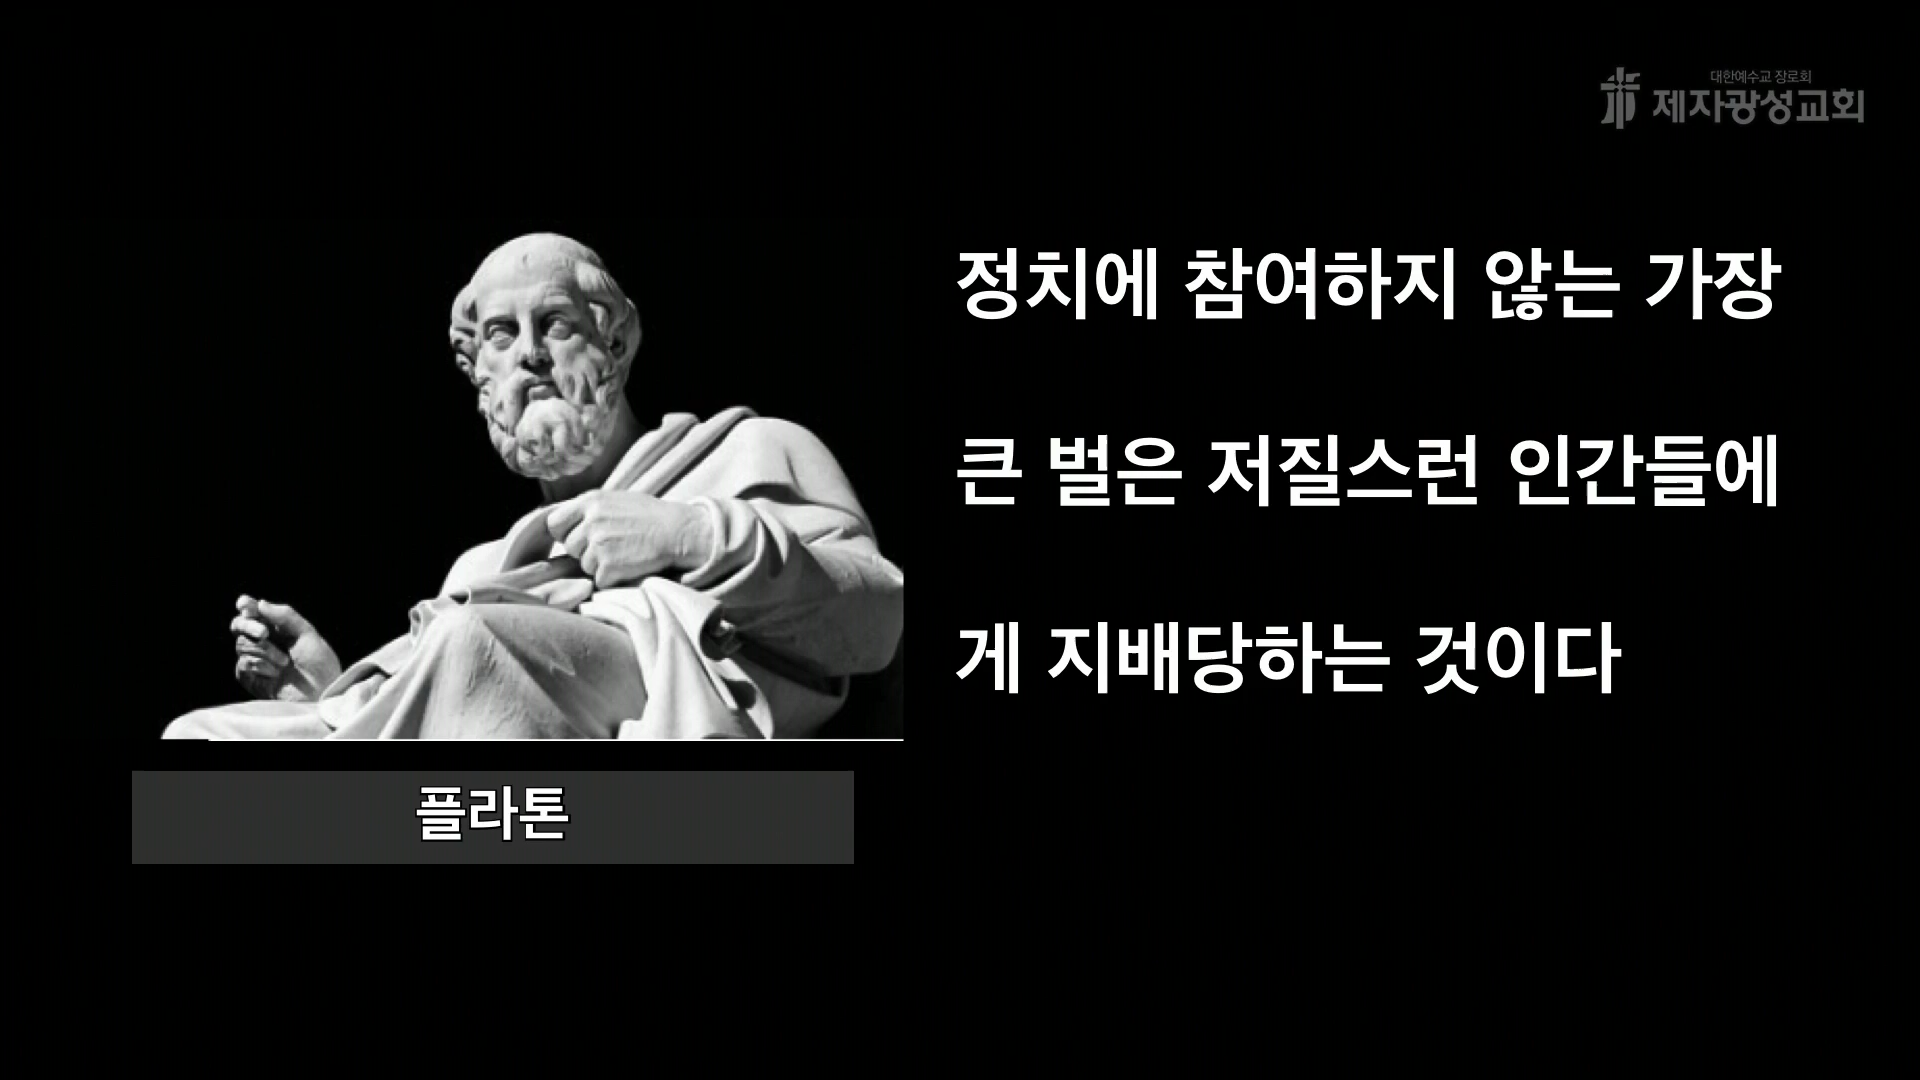 대한예수교 장로회
제자광성교회
정치에 참여하지 않는 가장
큰 벌은 저질스런 인간들에
게 지배당하는 것이다
플라톤